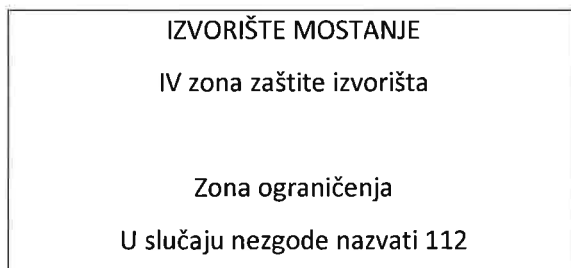 IZVORIŠTE MOSTANJE
IV zona zaštite izvorišta
Zona ograničenja
U slučaju nezgode nazvati 112